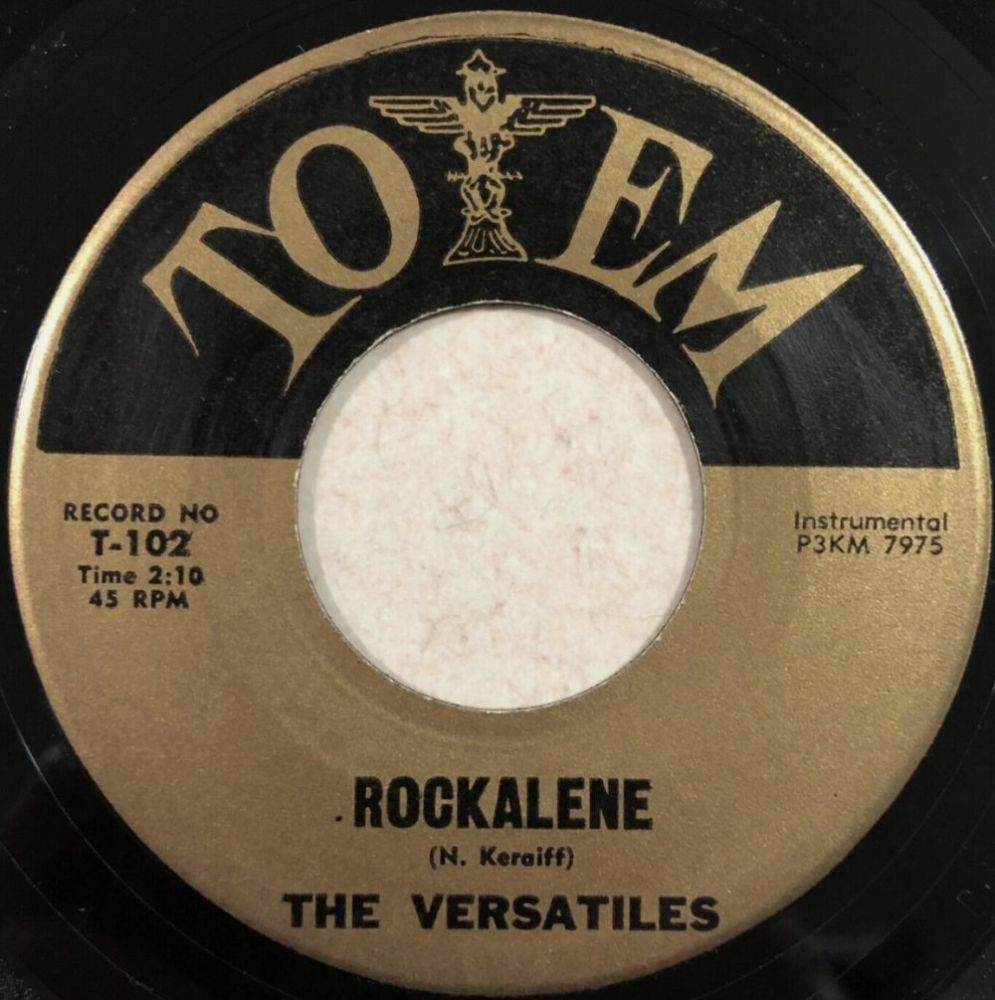 TOTEM
RECORD NO
T-102
Time 2:10
45 RPM
Instrumental
P3KM 7975
ROCKALENE
(N. Keraiff)
THE VERSATILES